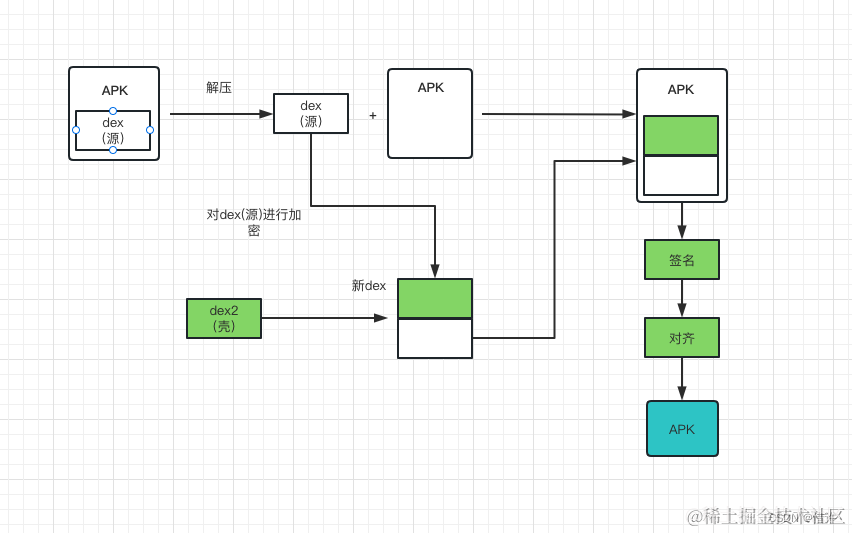 APK
dex
(源)
解压
dex
(源)
+
APK
APK
对dex(源)进行加
密
新dex
dex2
(壳)
签名
对齐
APK
@稀土掘金技术社区